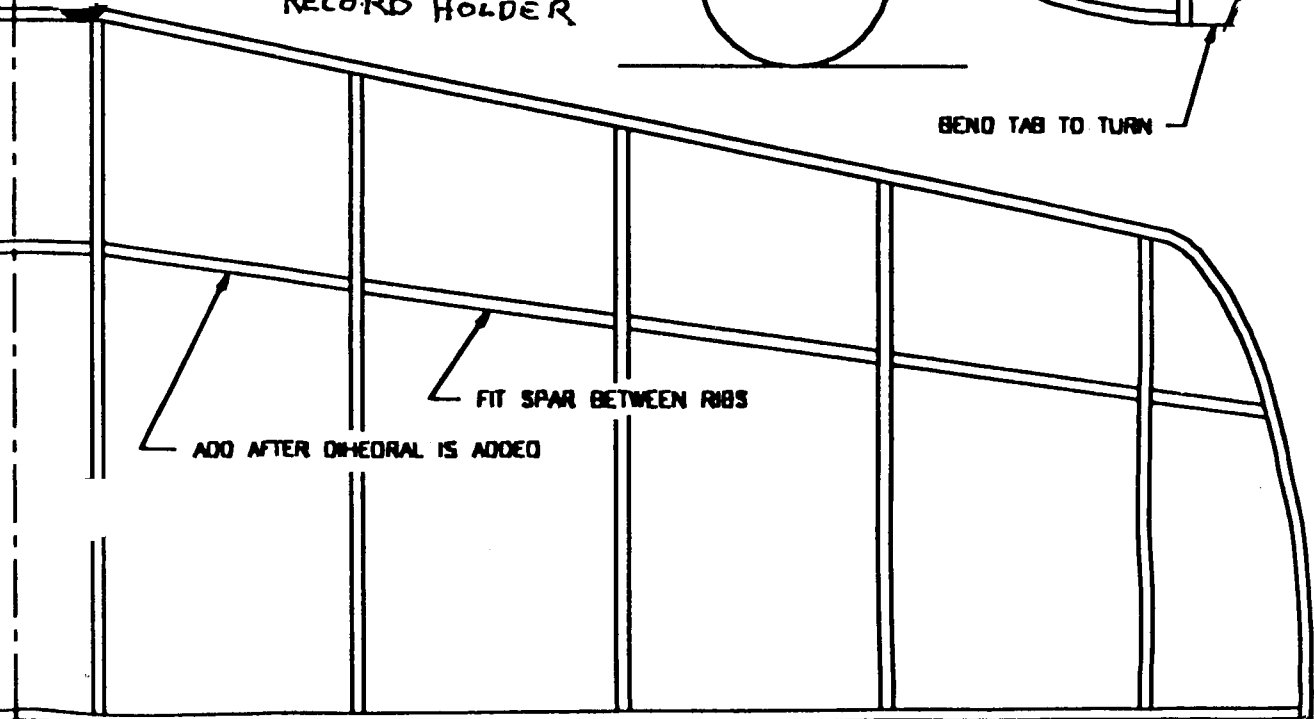 RECORD HOLDER
BEND TAB TO TURN
FIT SPAR BETWEEN RIBS
ADD AFTER DIHEDRAL IS ADDED